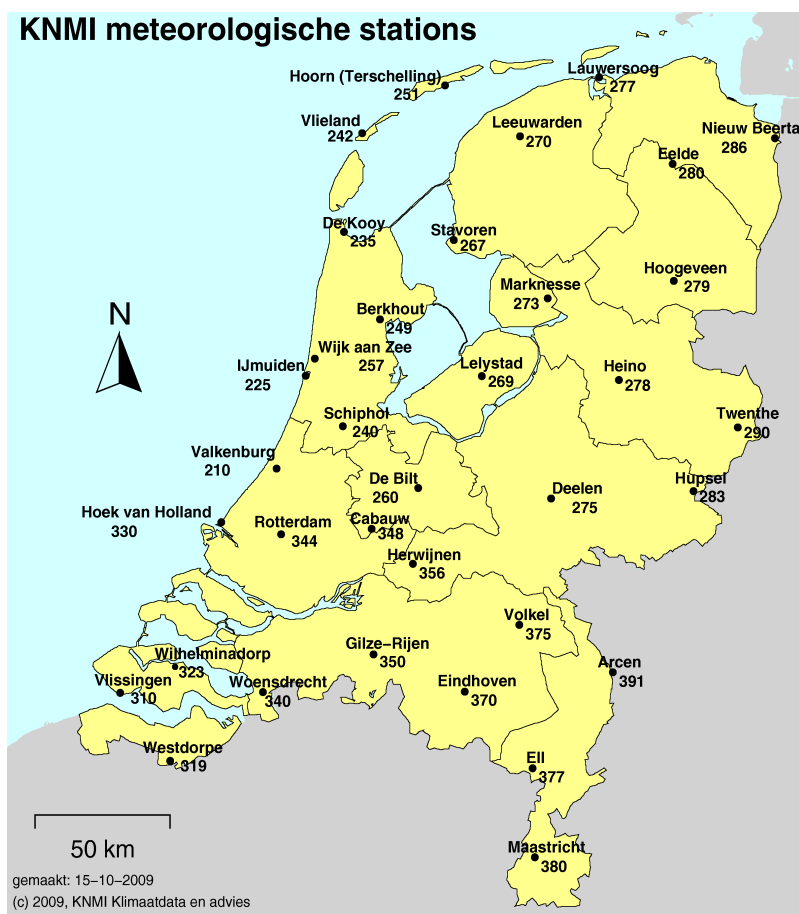 KNMI meteorologische stations
Lauwersoog
277
Hoorn (Terschelling)
251
Vlieland
242
Leeuwarden
270
Nieuw Beerta
286
Eelde
280
De Kooy
235
Stavoren
267
Hoogeveen
279
Marknesse
273
N
Berkhout
249
Wijk aan Zee
257
IJmuiden
225
Lelystad
269
Heino
278
Schiphol
240
Twenthe
290
Valkenburg
210
De Bilt
260
Deelen
275
Hupsel
283
Hoek van Holland
330
Rotterdam
344
Cabauw
348
Herwijnen
356
Volkel
375
Gilze-Rijen
350
Wilhelminadorp
323
Arcen
391
Vlissingen
310
Woensdrecht
340
Eindhoven
370
Westdorpe
319
Ell
377
50 km
Maastricht
380
gemaakt: 15-10-2009
(c) 2009, KNMI Klimaatdata en advies